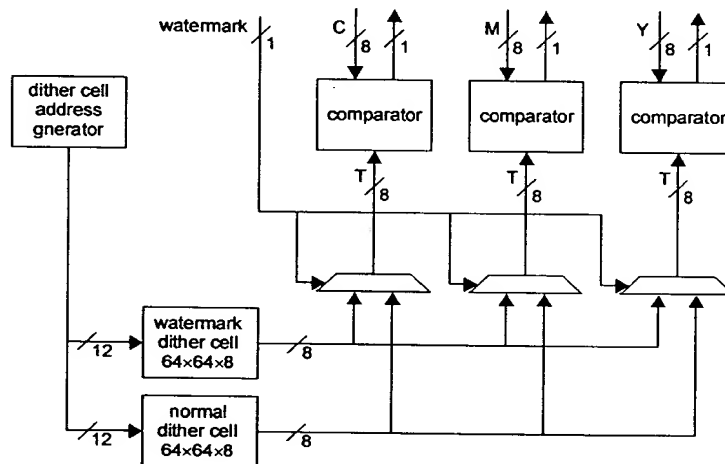 watermark 1 C 8 1 M 8 1 Y 8 1
dither cell
address
gnerator
comparator comparator comparator
T 8 T 8 T 8
12 watermark
dither cell
64×64×8 8
12 normal
dither cell
64×64×8 8